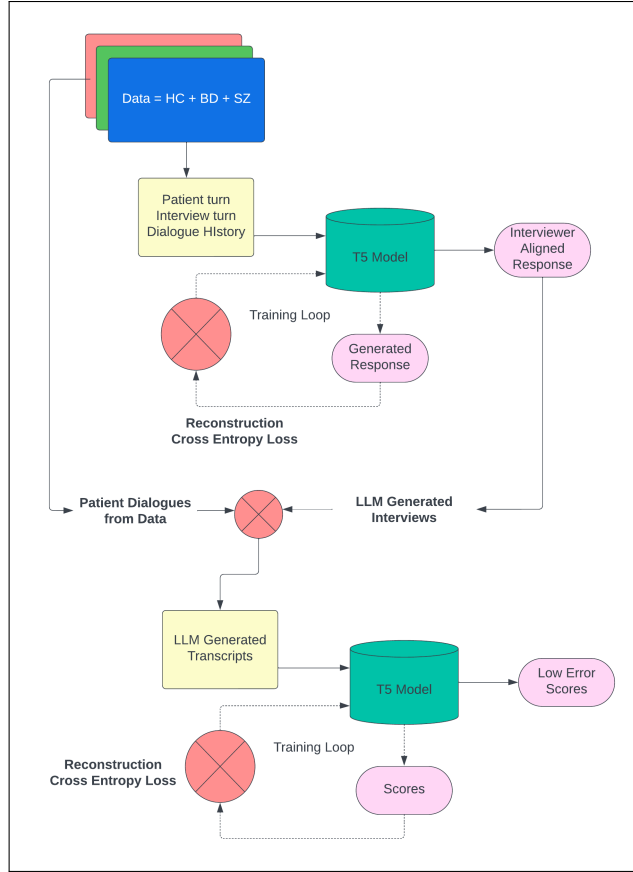 Data = HC + BD + SZ
Patient turn
Interview turn
Dialogue HIstory
T5 Model
Interviewer
Aligned
Response
Training Loop
Generated
Response
Reconstruction
Cross Entropy Loss
Patient Dialogues
from Data
LLM Generated
Interviews
LLM Generated
Transcripts
T5 Model
Low Error
Scores
Training Loop
Reconstruction
Cross Entropy Loss
Scores